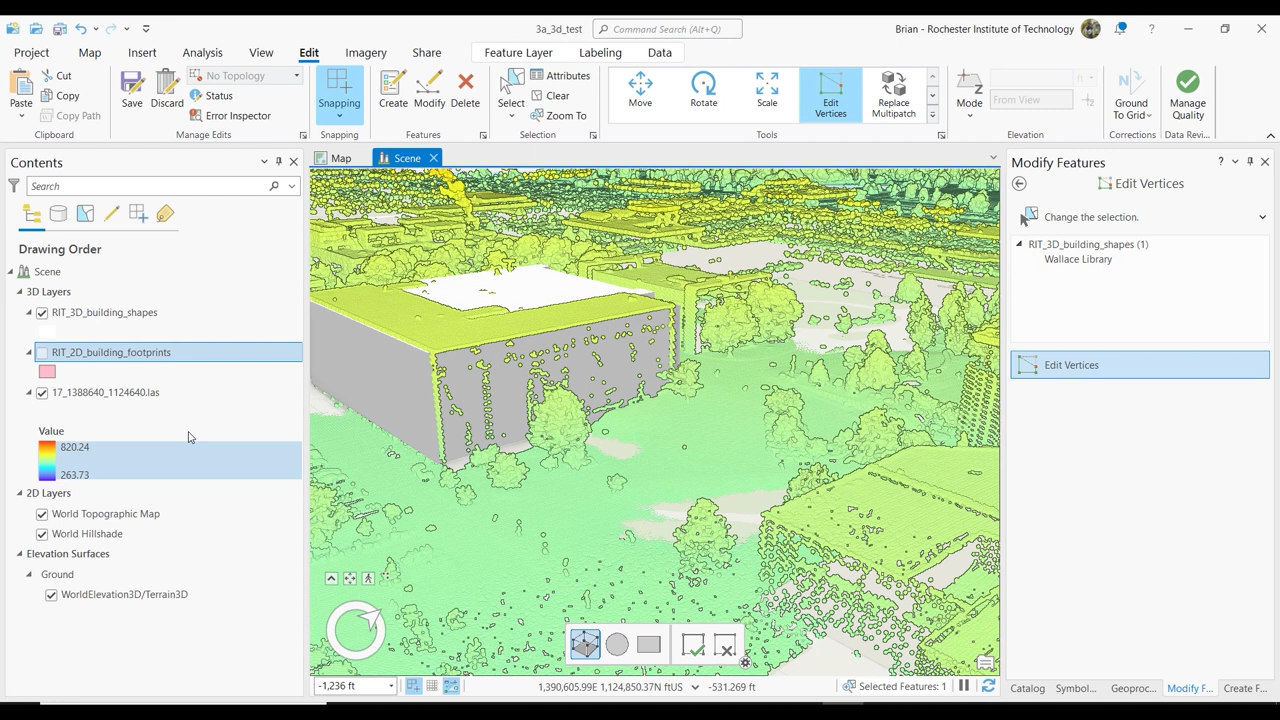 3a_3d_test
Command Search (Alt+Q)
Brian - Rochester Institute of Technology
?
Project
Map
Insert
Analysis
View
Edit
Imagery
Share
Feature Layer
Labeling
Data
Paste
Cut
Copy
Copy Path
Clipboard
Save
Discard
No Topology
Status
Error Inspector
Manage Edits
Snapping
Snapping
Create
Modify
Delete
Features
Select
Attributes
Clear
Zoom To
Selection
Move
Rotate
Scale
Edit
Vertices
Replace
Multipatch
Tools
Mode
ft
From View
Elevation
Ground
To Grid
Corrections
Manage
Quality
Data Revi...
Contents
Search
Drawing Order
Scene
3D Layers
RIT_3D_building_shapes
RIT_2D_building_footprints
17_1388640_1124640.las
Value
820.24
263.73
2D Layers
World Topographic Map
World Hillshade
Elevation Surfaces
Ground
WorldElevation3D/Terrain3D
Map
Scene
-1,236 ft
1,390,605.99E 1,124,850.37N ftUS
-531.269 ft
Selected Features: 1
Modify Features
?
Edit Vertices
Change the selection.
RIT_3D_building_shapes (1)
Wallace Library
Edit Vertices
Catalog
Symbol...
Geoproc...
Modify F...
Create F...